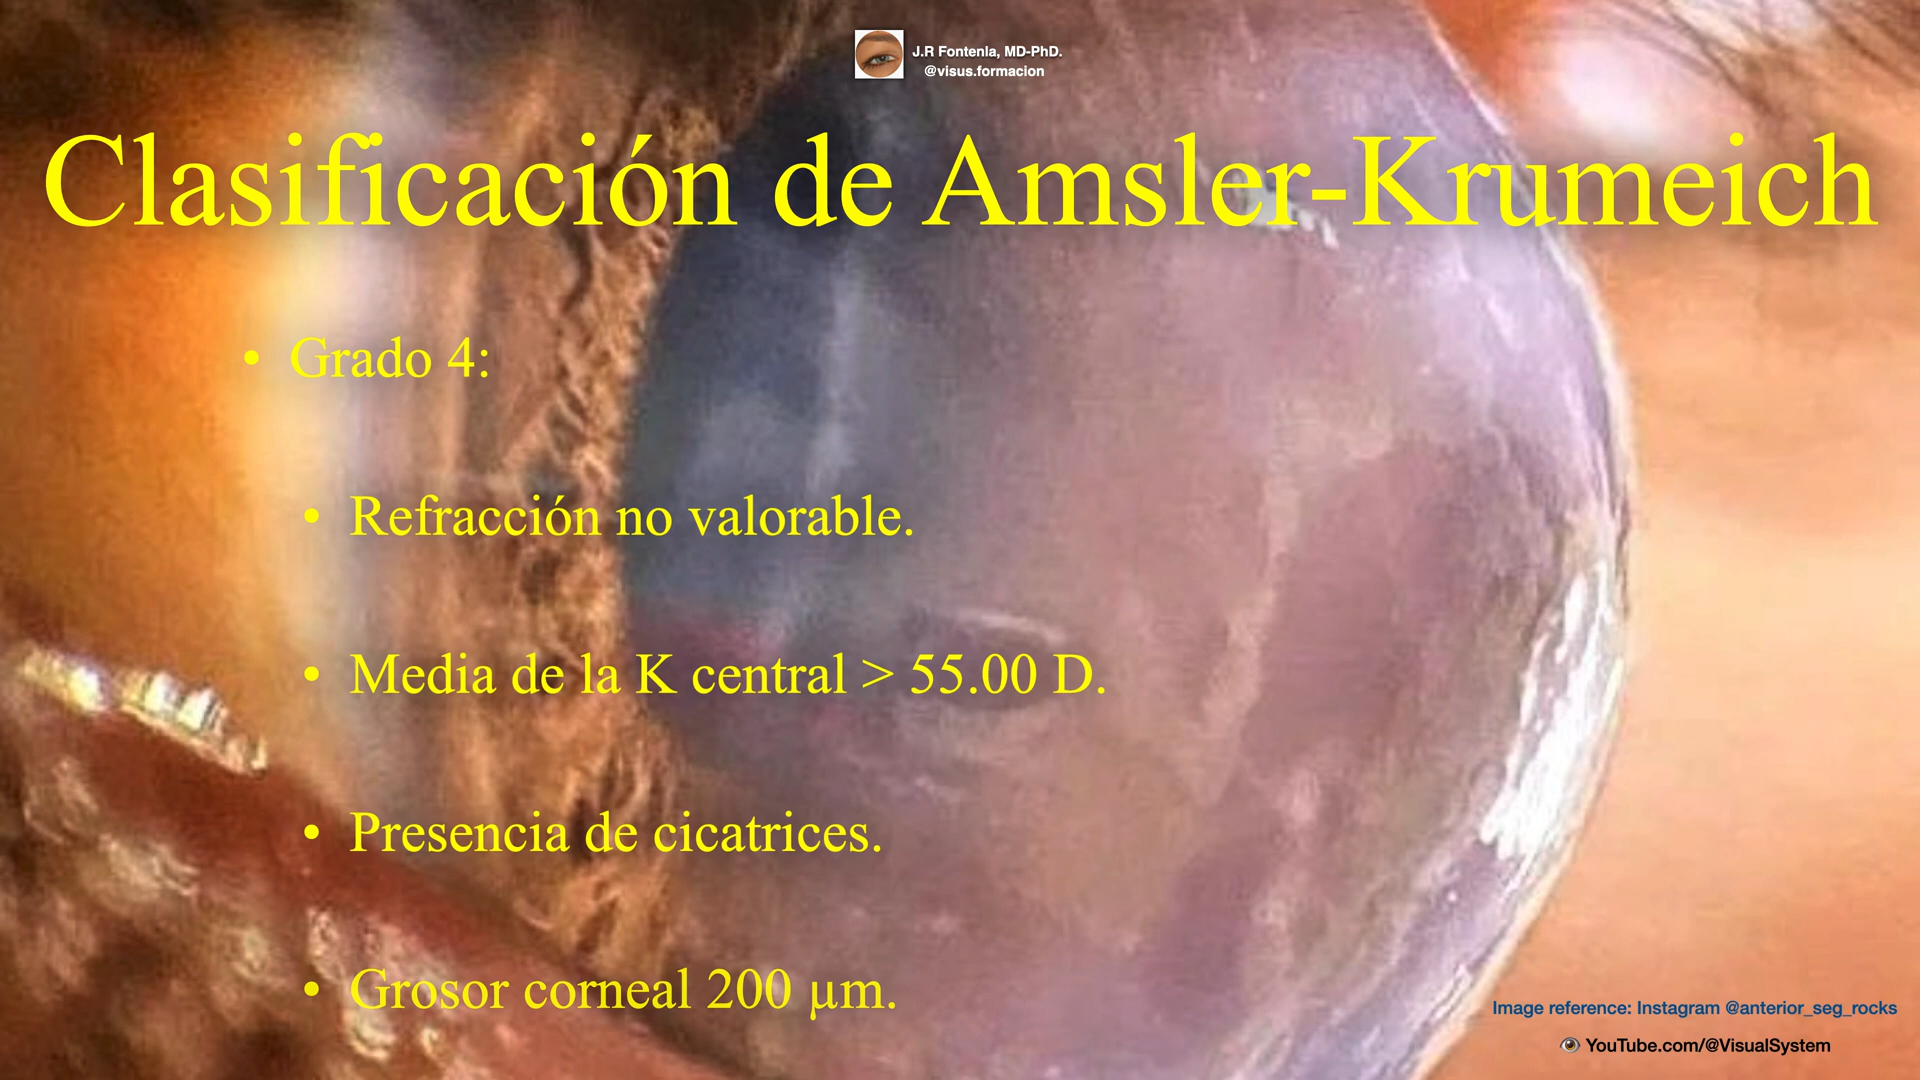 J.R Fontenla, MD-PhD.
@visus.formacion
Clasificación de Amsler-Krumeich
• Grado 4:
• Refracción no valorable.
• Media de la K central > 55.00 D.
• Presencia de cicatrices.
• Grosor corneal 200 µm.
Image reference: Instagram @anterior_seg_rocks
YouTube.com/@VisualSystem